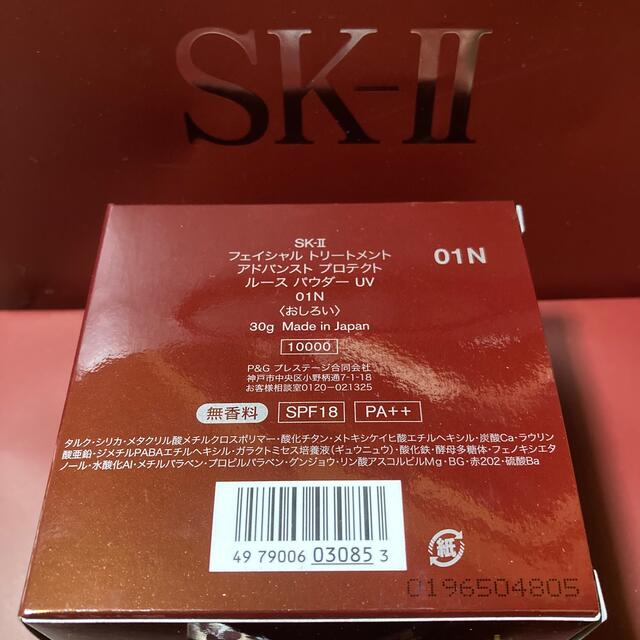 SK-II
SK-II
フェイシャル トリートメント
アドバンスト プロテクト
ルース パウダー UV
01N
〈おしろい〉
30g Made in Japan
10000
01N
P&G プレステージ合同会社
神戸市中央区小野柄通7-1-18
お客様相談室0120-021325
無香料 SPF18 PA++
タルク・シリカ・メタクリル酸メチルクロスポリマー・酸化チタン・メトキシケイヒ酸エチルヘキシル・炭酸Ca・ラウリン
酸亜鉛・ジメチルPABAエチルヘキシル・ガラクトミセス培養液(ギュウニュウ)・酸化鉄・酵母多糖体・フェノキシエタ
ノール・水酸化Al・メチルパラベン・プロピルパラベン・グンジョウ・リン酸アスコルビルMg・BG・赤202・硫酸Ba
49 79006 03085 3
紙
0196504805